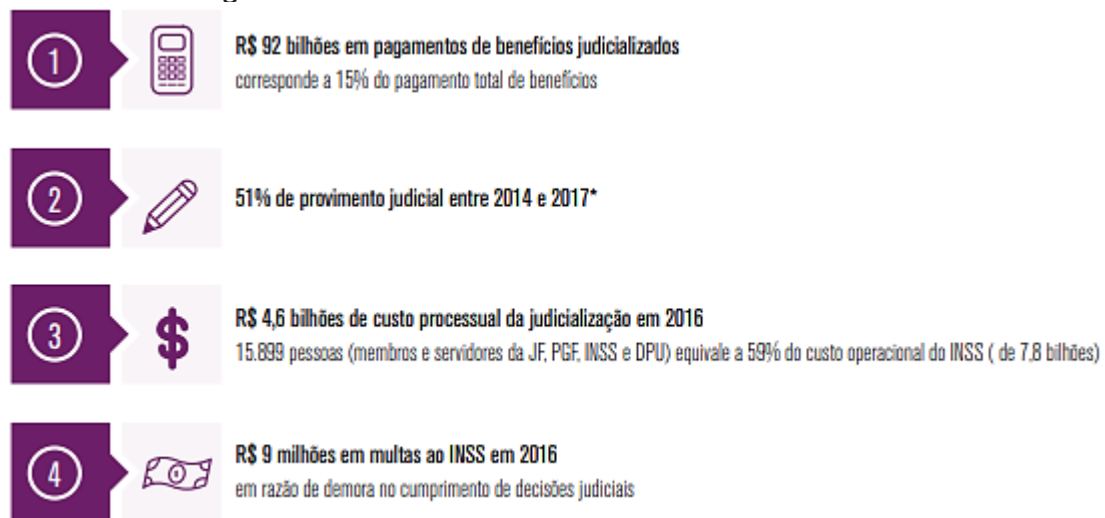 1
R$ 92 bilhões em pagamentos de benefícios judicializados
corresponde a 15% do pagamento total de benefícios
2
51% de provimento judicial entre 2014 e 2017*
3
R$ 4,6 bilhões de custo processual da judicialização em 2016
15.899 pessoas (membros e servidores da JF, PGF, INSS e DPU) equivale a 59% do custo operacional do INSS ( de 7,8 bilhões)
4
R$ 9 milhões em multas ao INSS em 2016
em razão de demora no cumprimento de decisões judiciais